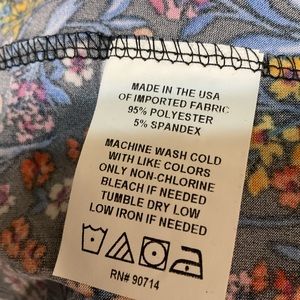 MADE IN THE USA
OF IMPORTED FABRIC
95% POLYESTER
5% SPANDEX
MACHINE WASH COLD
WITH LIKE COLORS
ONLY NON-CHLORINE
BLEACH IF NEEDED
TUMBLE DRY LOW
LOW IRON IF NEEDED
RN# 90714